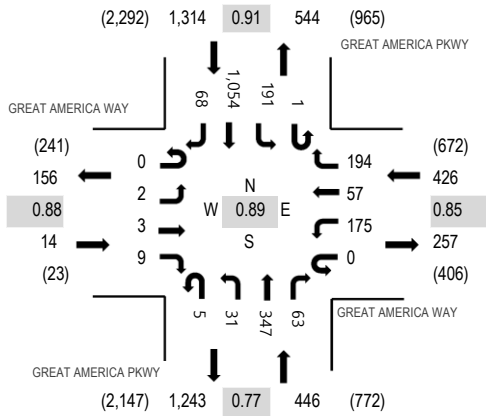 (2,292) 1,314 0.91 544 (965)
GREAT AMERICA PKWY
GREAT AMERICA WAY
68 1,054 191 1
(241) (672)
0 194
156 426
2 N 57
0.88 W 0.89 E 0.85
3 S 175
14 257
9 0
(23) (406)
5 31 347 63
GREAT AMERICA WAY
GREAT AMERICA PKWY
(2,147) 1,243 0.77 446 (772)